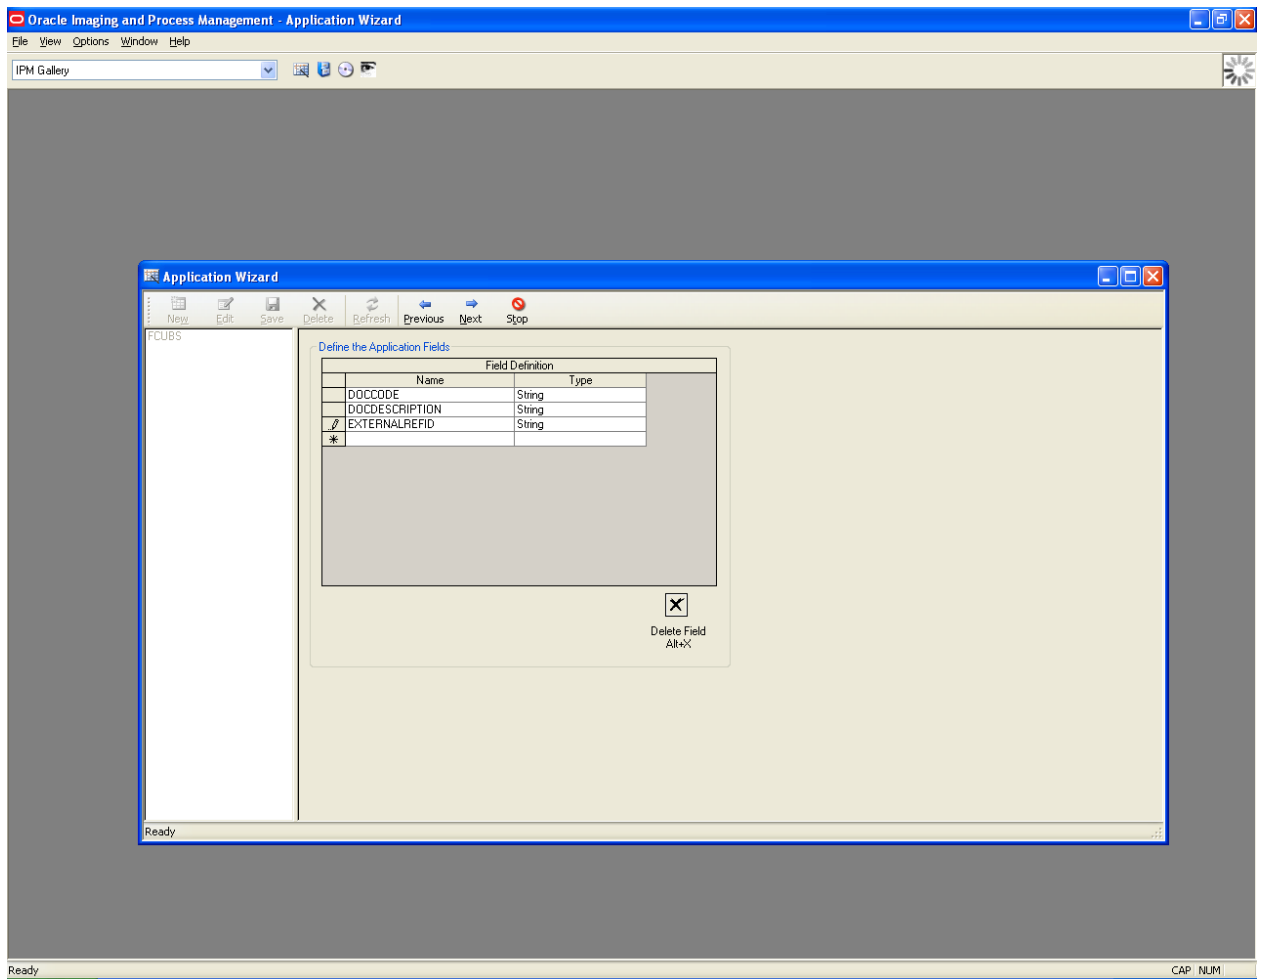 Oracle Imaging and Process Management - Application Wizard
File View Options Window Help
IPM Gallery
Application Wizard
New Edit Save Delete Refresh Previous Next Stop
FCUBS
Define the Application Fields
Field Definition
Name Type
DOCCODE String
DOCDESCRIPTION String
EXTERNALREFID String
Delete Field
Alt+X
Ready
Ready CAP NUM